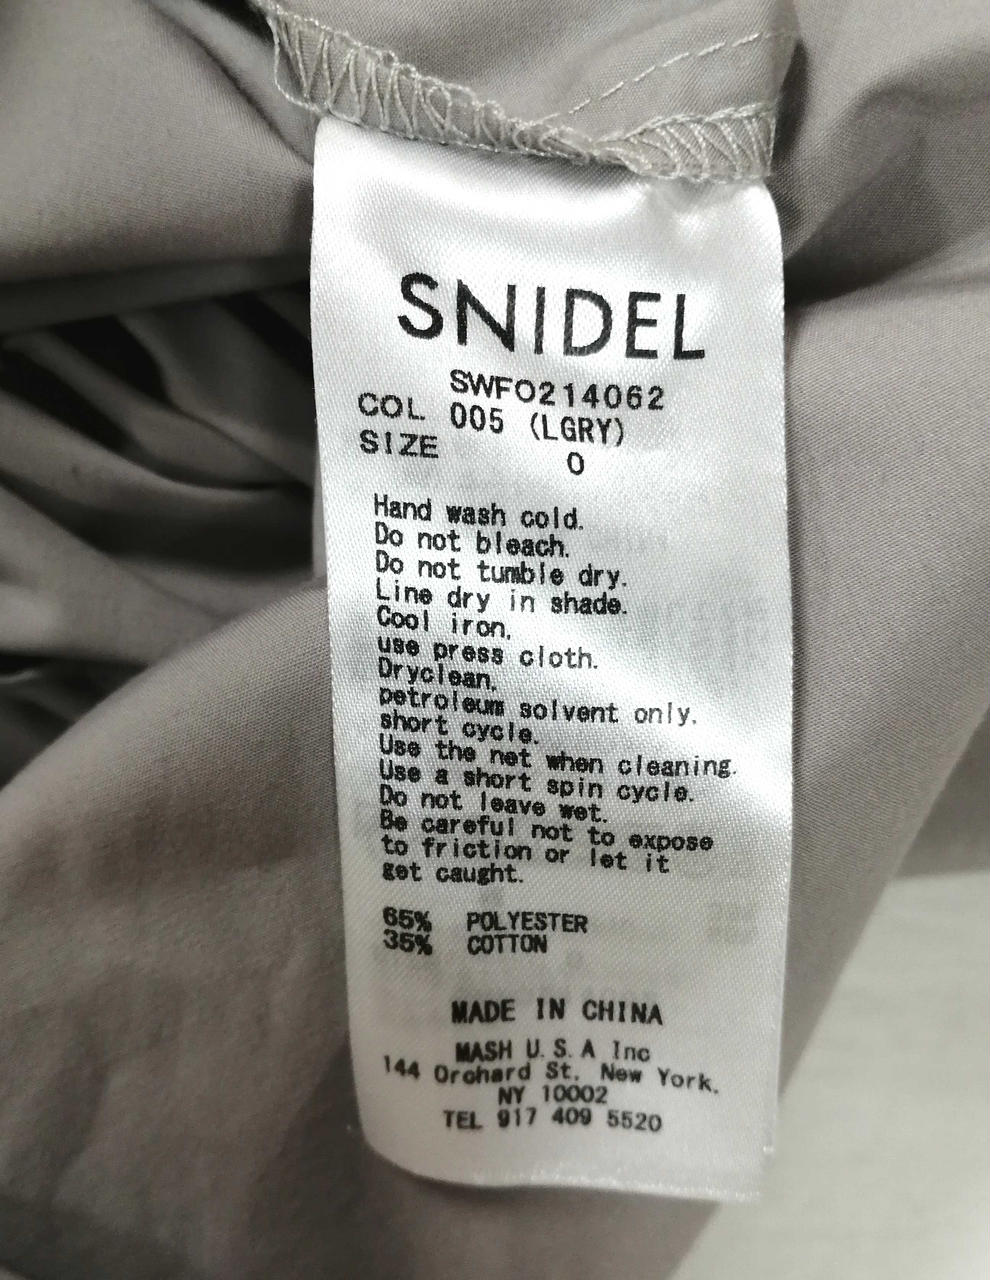 SNIDEL
SWFO214062
COL 005 (LGRY)
SIZE 0
Hand wash cold.
Do not bleach.
Do not tumble dry.
Line dry in shade.
Cool iron,
use press cloth.
Dryclean,
petroleum solvent only,
short cycle.
Use the net when cleaning.
Use a short spin cycle.
Do not leave wet.
Be careful not to expose
to friction or let it
get caught.
65% POLYESTER
35% COTTON
MADE IN CHINA
MASH U.S.A Inc
144 Orchard St, New York,
NY 10002
TEL 917 409 5520